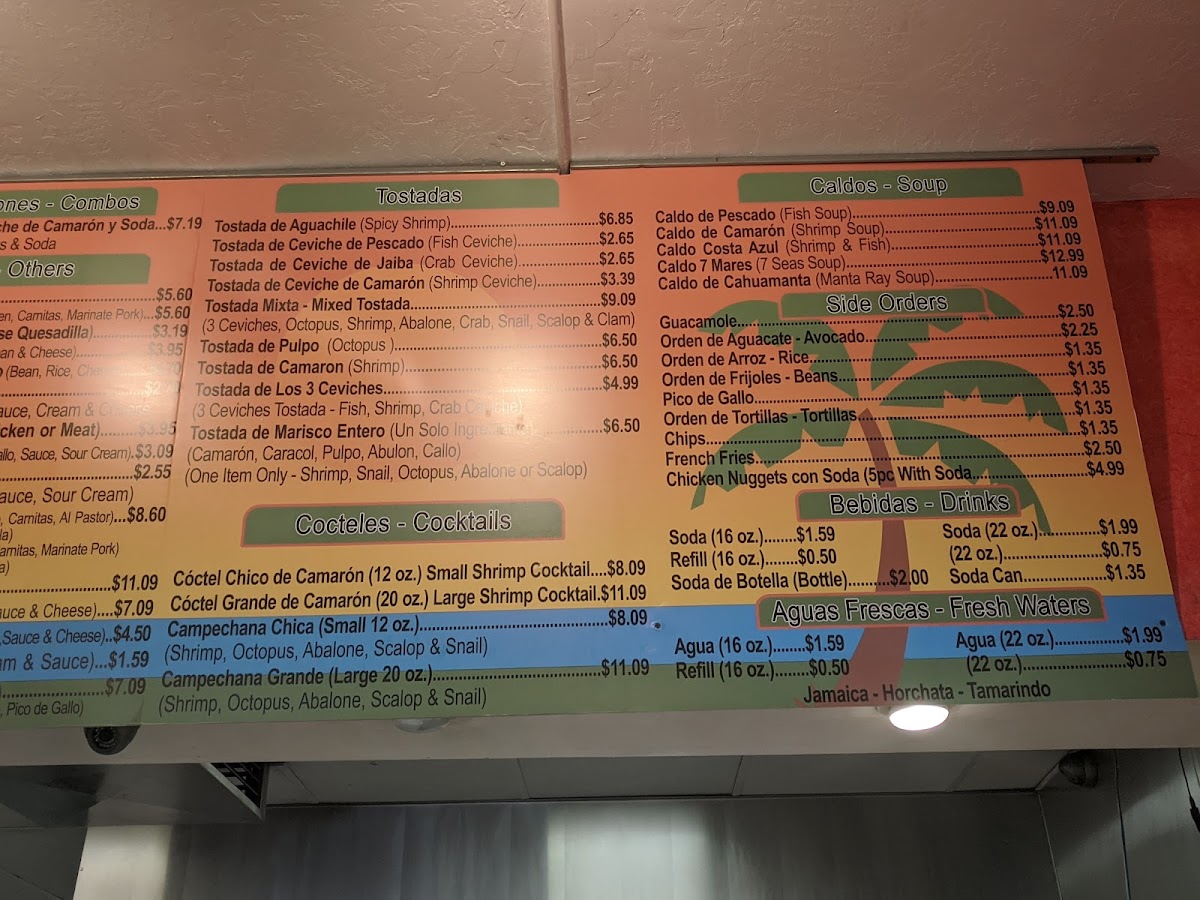 ones - Combos
che de Camarón y Soda...$7.19
s & Soda
- Others
$5.60
en, Carnitas, Marinate Pork)...$5.60
se Quesadilla)...............$3.19
an & Cheese)................$3.95
(Bean, Rice,
auce, Cream &
icken or Meat).........$3.95
allo, Sauce, Sour Cream).$3.09
$2.55
auce, Sour Cream)
, Carnitas, Al Pastor)...$8.60
la)
arnitas, Marinate Pork)
a)
$11.09
auce & Cheese)....$7.09
,Sauce & Cheese)..$4.50
am & Sauce)...$1.59
$7.09
, Pico de Gallo)
Tostadas
Tostada de Aguachile (Spicy Shrimp)...............................$6.85
Tostada de Ceviche de Pescado (Fish Ceviche)..................$2.65
Tostada de Ceviche de Jaiba (Crab Ceviche)..................$2.65
Tostada de Ceviche de Camarón (Shrimp Ceviche)..............$3.39
Tostada Mixta - Mixed Tostada.......................................$9.09
(3 Ceviches, Octopus, Shrimp, Abalone, Crab, Snail, Scalop & Clam)
Tostada de Pulpo (Octopus )..........................................$6.50
Tostada de Camaron (Shrimp)........................................$6.50
Tostada de Los 3 Ceviches............................................$4.99
(3 Ceviches Tostada - Fish, Shrimp, Crab Ceviche)
Tostada de Marisco Entero (Un Solo Ingrediente)..............$6.50
(Camarón, Caracol, Pulpo, Abulon, Callo)
(One Item Only - Shrimp, Snail, Octopus, Abalone or Scalop)
Cocteles - Cocktails
Cóctel Chico de Camarón (12 oz.) Small Shrimp Cocktail....$8.09
Cóctel Grande de Camarón (20 oz.) Large Shrimp Cocktail.$11.09
Campechana Chica (Small 12 oz.)......................................$8.09
(Shrimp, Octopus, Abalone, Scalop & Snail)
Campechana Grande (Large 20 oz.)..................................$11.09
(Shrimp, Octopus, Abalone, Scalop & Snail)
Caldos - Soup
Caldo de Pescado (Fish Soup)........................................$9.09
Caldo de Camarón (Shrimp Soup)..................................$11.09
Caldo Costa Azul (Shrimp & Fish)..................................$11.09
Caldo 7 Mares (7 Seas Soup).........................................$12.99
Caldo de Cahuamanta (Manta Ray Soup)........................11.09
Side Orders
Guacamole..............................................................$2.50
Orden de Aguacate - Avocado......................................$2.25
Orden de Arroz - Rice................................................$1.35
Orden de Frijoles - Beans............................................$1.35
Pico de Gallo...........................................................$1.35
Orden de Tortillas - Tortillas........................................$1.35
Chips.....................................................................$1.35
French Fries............................................................$2.50
Chicken Nuggets con Soda (5pc With Soda....................$4.99
Bebidas - Drinks
Soda (16 oz.)........$1.59
Soda (22 oz.)............$1.99
Refill (16 oz.).......$0.50
(22 oz.)....................$0.75
Soda de Botella (Bottle)..........$2.00
Soda Can.................$1.35
Aguas Frescas - Fresh Waters
Agua (16 oz.).......$1.59
Agua (22 oz.)..............$1.99
Refill (16 oz.).......$0.50
(22 oz.).....................$0.75
Jamaica - Horchata - Tamarindo